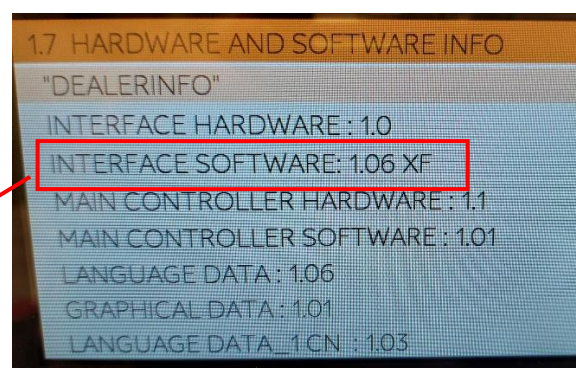 1.7 HARDWARE AND SOFTWARE INFO
"DEALERINFO"
INTERFACE HARDWARE : 1.0
INTERFACE SOFTWARE: 1.06 XF
MAIN CONTROLLER HARDWARE : 1.1
MAIN CONTROLLER SOFTWARE : 1.01
LANGUAGE DATA : 1.06
GRAPHICAL DATA : 1.01
LANGUAGE DATA_1 CN : 1.03